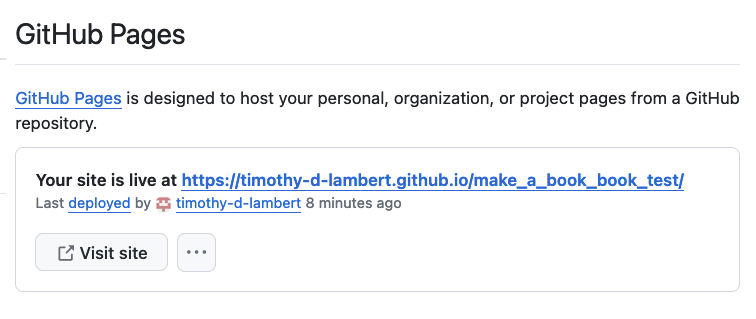 GitHub Pages
GitHub Pages is designed to host your personal, organization, or project pages from a GitHub
repository.
Your site is live at https://timothy-d-lambert.github.io/make_a_book_book_test/
Last deployed by timothy-d-lambert 8 minutes ago
Visit site